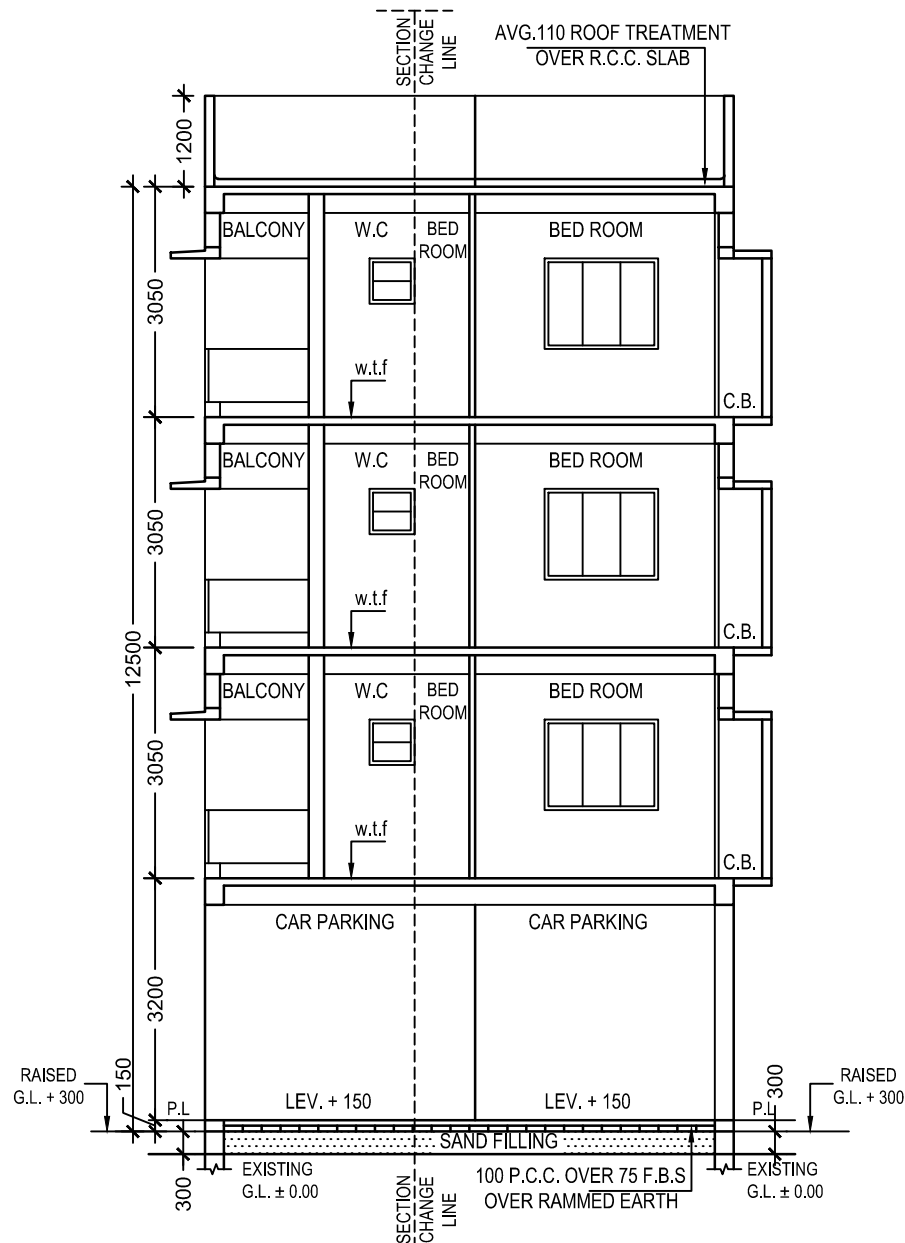 SECTION
CHANGE
LINE
AVG.110 ROOF TREATMENT
OVER R.C.C. SLAB
1200
BALCONY
W.C
BED
ROOM
BED ROOM
3050
w.t.f
C.B.
BALCONY
W.C
BED
ROOM
BED ROOM
3050
w.t.f
C.B.
12500
BALCONY
W.C
BED
ROOM
BED ROOM
3050
w.t.f
C.B.
CAR PARKING
CAR PARKING
3200
150
RAISED
G.L. + 300
P.L
LEV. + 150
LEV. + 150
P.L
300
RAISED
G.L. + 300
SAND FILLING
300
EXISTING
G.L. ± 0.00
100 P.C.C. OVER 75 F.B.S
OVER RAMMED EARTH
EXISTING
G.L. ± 0.00
SECTION
CHANGE
LINE